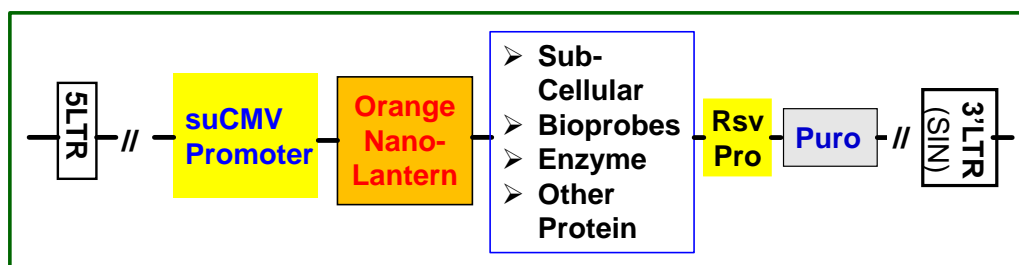 5LTR
//
suCMV
Promoter
Orange
Nano-
Lantern
➢ Sub-
Cellular
➢ Bioprobes
➢ Enzyme
➢ Other
Protein
Rsv
Pro
Puro
//
3'LTR
(SIN)